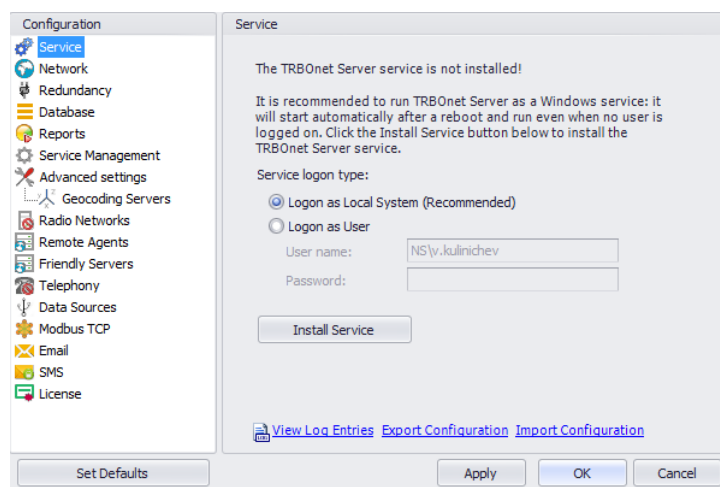 Configuration
Service
Network
Redundancy
Database
Reports
Service Management
Advanced settings
Geocoding Servers
Radio Networks
Remote Agents
Friendly Servers
Telephony
Data Sources
Modbus TCP
Email
SMS
License
Set Defaults
Service
The TRBOnet Server service is not installed!
It is recommended to run TRBOnet Server as a Windows service: it
will start automatically after a reboot and run even when no user is
logged on. Click the Install Service button below to install the
TRBOnet Server service.
Service logon type:
Logon as Local System (Recommended)
Logon as User
User name: NS\v.kulinichev
Password:
Install Service
View Log Entries Export Configuration Import Configuration
Apply OK Cancel